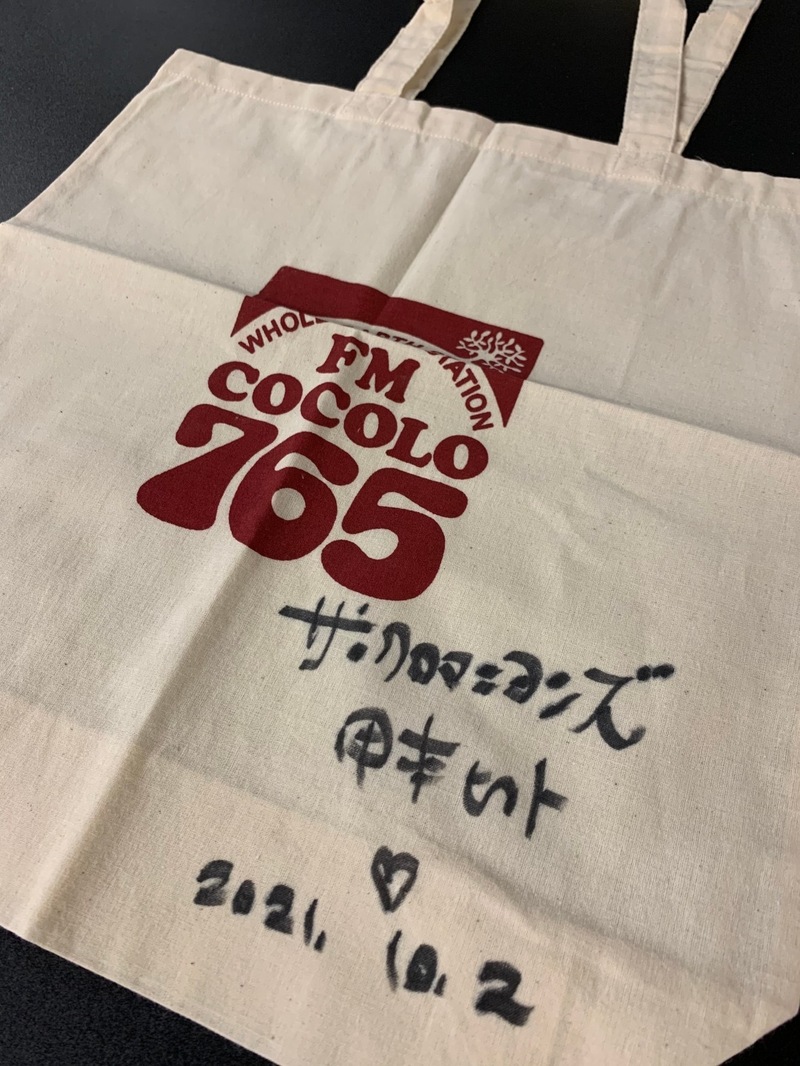 WHOLE EARTH STATION
FM
COCOLO
765
ザ・クロマニヨンズ
甲本ヒロト
2021. 10. 2